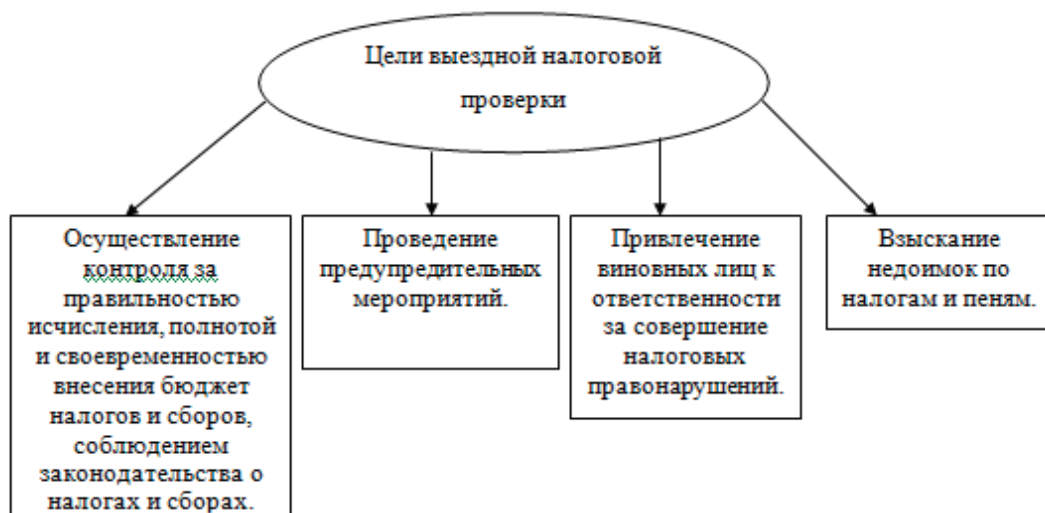 Цели выездной налоговой
проверки
Осуществление
контроля за
правильностью
исчисления, полнотой
и своевременностью
внесения бюджет
налогов и сборов,
соблюдением
законодательства о
налогах и сборах.
Проведение
предупредительных
мероприятий.
Привлечение
виновных лиц к
ответственности
за совершение
налоговых
правонарушений.
Взыскание
недоимок по
налогам и пеням.